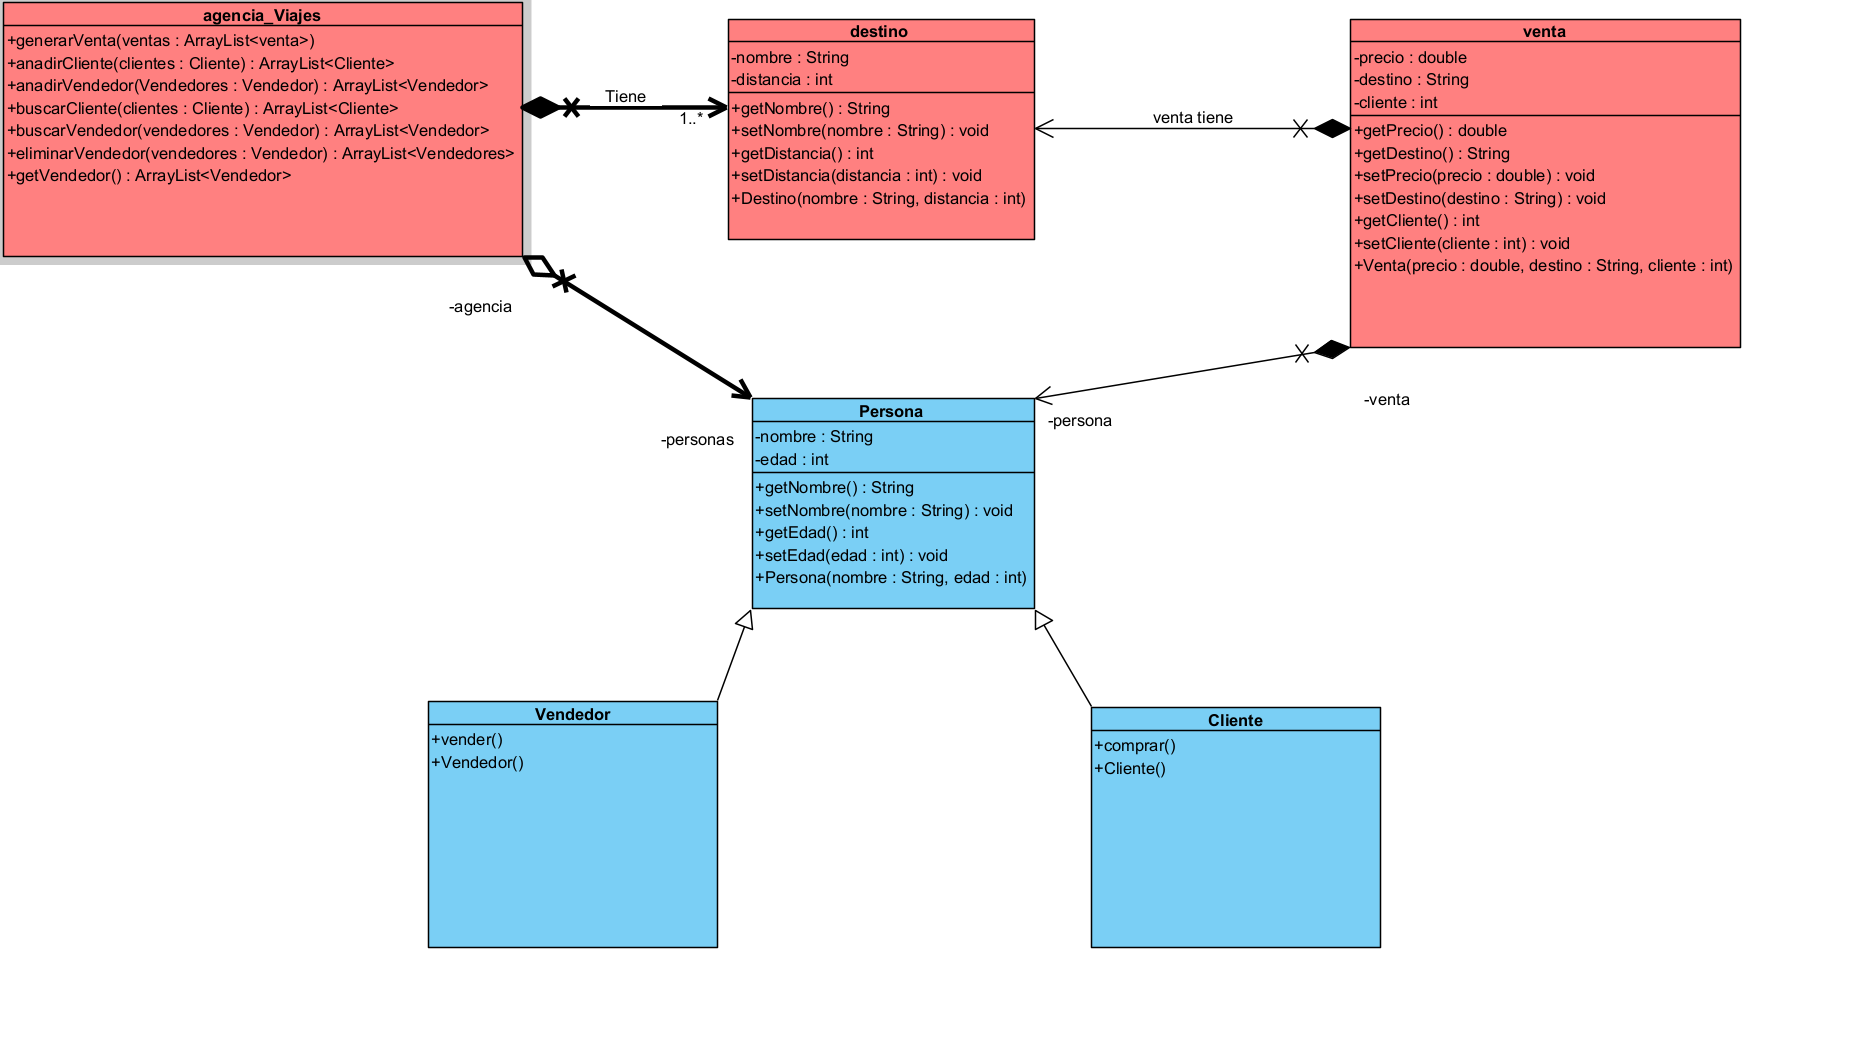 agencia_Viajes
+generarVenta(ventas : ArrayList<venta>)
+anadirCliente(clientes : Cliente) : ArrayList<Cliente>
+anadirVendedor(Vendedores : Vendedor) : ArrayList<Vendedor>
+buscarCliente(clientes : Cliente) : ArrayList<Cliente>
+buscarVendedor(vendedores : Vendedor) : ArrayList<Vendedor>
+eliminarVendedor(vendedores : Vendedor) : ArrayList<Vendedores>
+getVendedor() : ArrayList<Vendedor>
Tiene
1..*
destino
-nombre : String
-distancia : int
+getNombre() : String
+setNombre(nombre : String) : void
+getDistancia() : int
+setDistancia(distancia : int) : void
+Destino(nombre : String, distancia : int)
venta tiene
venta
-precio : double
-destino : String
-cliente : int
+getPrecio() : double
+getDestino() : String
+setPrecio(precio : double) : void
+setDestino(destino : String) : void
+getCliente() : int
+setCliente(cliente : int) : void
+Venta(precio : double, destino : String, cliente : int)
-agencia
-personas
-persona
-venta
Persona
-nombre : String
-edad : int
+getNombre() : String
+setNombre(nombre : String) : void
+getEdad() : int
+setEdad(edad : int) : void
+Persona(nombre : String, edad : int)
Vendedor
+vender()
+Vendedor()
Cliente
+comprar()
+Cliente()